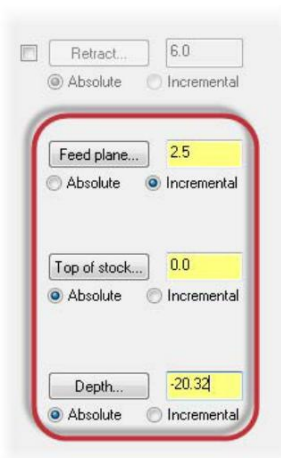 Retract... 6.0
Absolute Incremental
Feed plane... 2.5
Absolute Incremental
Top of stock... 0.0
Absolute Incremental
Depth... -20.32
Absolute Incremental